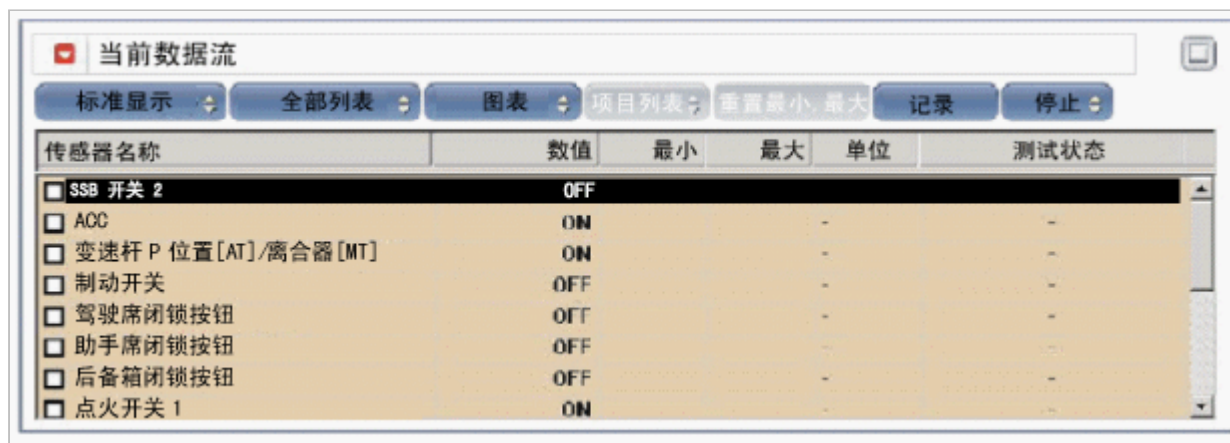 当前数据流
标准显示 全部列表 图表 项目列表 重置最小.最大 记录 停止
传感器名称 数值 最小 最大 单位 测试状态
SSB 开关 2 OFF
ACC ON - -
变速杆 P 位置[AT]/离合器[MT] ON - -
制动开关 OFF - -
驾驶席闭锁按钮 OFF - -
助手席闭锁按钮 OFF - -
后备箱闭锁按钮 OFF - -
点火开关 1 ON - -